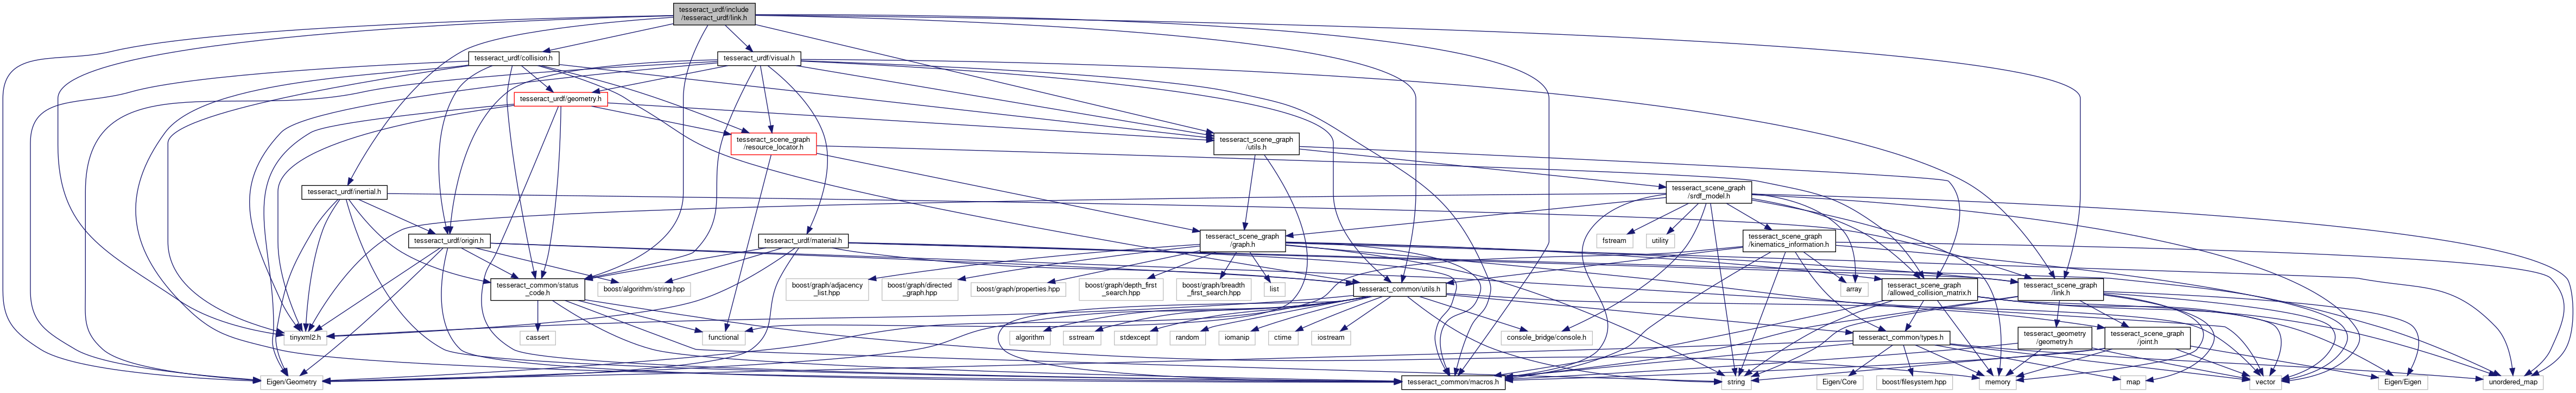 tesseract_urdf/include
/tesseract_urdf/link.h
tesseract_urdf/collision.h
tesseract_urdf/visual.h
tesseract_urdf/geometry.h
tesseract_scene_graph
/resource_locator.h
tesseract_scene_graph
/utils.h
tesseract_urdf/inertial.h
tesseract_scene_graph
/srdf_model.h
tesseract_urdf/origin.h
tesseract_urdf/material.h
tesseract_scene_graph
/graph.h
fstream
utility
tesseract_scene_graph
/kinematics_information.h
tesseract_common/status
_code.h
boost/algorithm/string.hpp
boost/graph/adjacency
_list.hpp
boost/graph/directed
_graph.hpp
boost/graph/properties.hpp
boost/graph/depth_first
_search.hpp
boost/graph/breadth
_first_search.hpp
list
tesseract_common/utils.h
array
tesseract_scene_graph
/allowed_collision_matrix.h
tesseract_scene_graph
/link.h
tinyxml2.h
cassert
functional
algorithm
sstream
stdexcept
random
iomanip
ctime
iostream
console_bridge/console.h
tesseract_common/types.h
tesseract_geometry
/geometry.h
tesseract_scene_graph
/joint.h
Eigen/Geometry
tesseract_common/macros.h
string
Eigen/Core
boost/filesystem.hpp
memory
map
vector
Eigen/Eigen
unordered_map